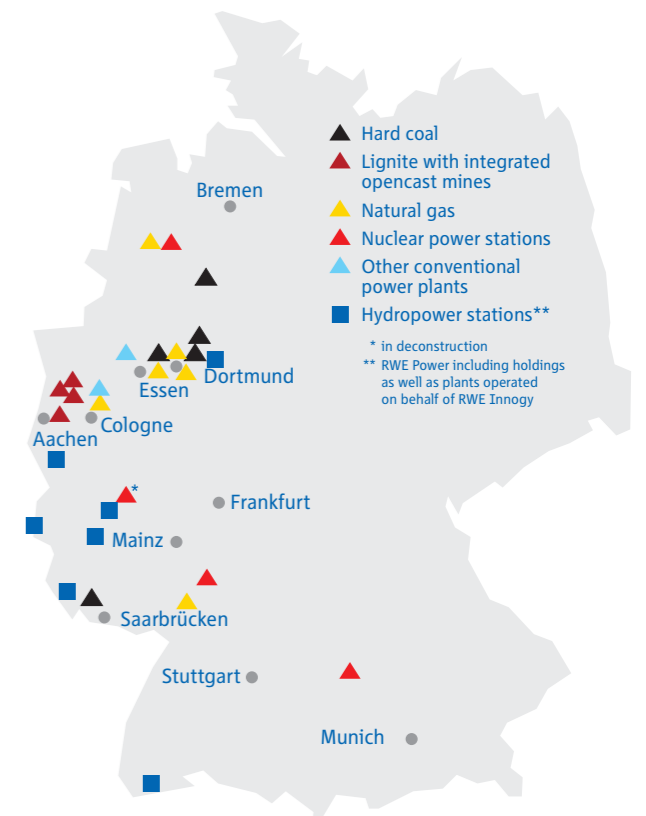 Hard coal
Lignite with integrated
opencast mines
Bremen
Natural gas
Nuclear power stations
Other conventional
power plants
Hydropower stations**
* in deconstruction
** RWE Power including holdings
as well as plants operated
on behalf of RWE Innogy
Essen
Dortmund
Cologne
Aachen
*
Frankfurt
Mainz
Saarbrücken
Stuttgart
Munich